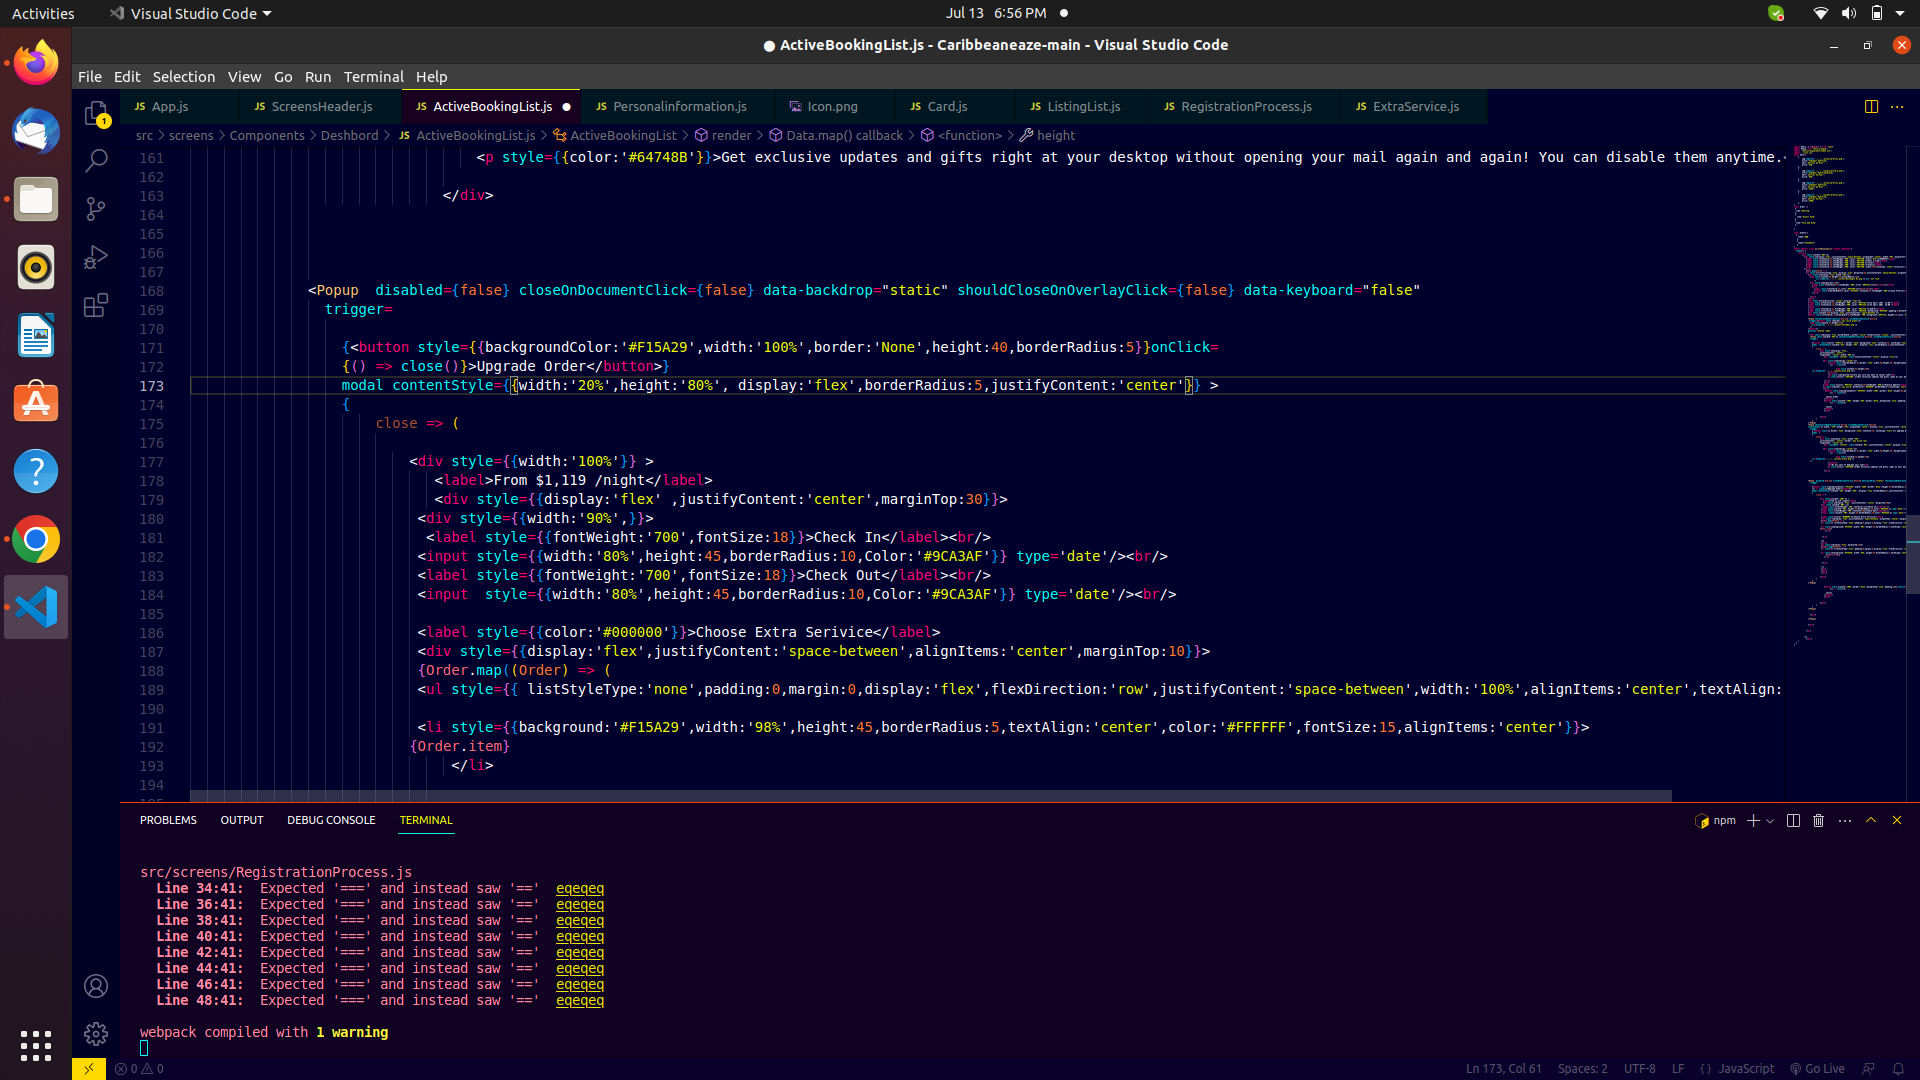 Activities
Visual Studio Code
Jul 13 6:56 PM
● ActiveBookingList.js - Caribbeaneaze-main - Visual Studio Code
File Edit Selection View Go Run Terminal Help
1
JS App.js
JS ScreensHeader.js
JS ActiveBookingList.js ●
JS Personalinformation.js
Icon.png
JS Card.js
JS ListingList.js
JS RegistrationProcess.js
JS ExtraService.js
src > screens > Components > Deshbord > JS ActiveBookingList.js > ActiveBookingList > render > Data.map() callback > <function> > height
161 <p style={{color:'#64748B'}}>Get exclusive updates and gifts right at your desktop without opening your mail again and again! You can disable them anytime.
162
163 </div>
164
165
166
167
168 <Popup  disabled={false} closeOnDocumentClick={false} data-backdrop="static" shouldCloseOnOverlayClick={false} data-keyboard="false"
169 trigger=
170
171 {<button style={{backgroundColor:'#F15A29',width:'100%',border:'None',height:40,borderRadius:5}}onClick=
172 {() => close()}>Upgrade Order</button>}
173 modal contentStyle={{width:'20%',height:'80%', display:'flex',borderRadius:5,justifyContent:'center'}} >
174 {
175 close => (
176
177 <div style={{width:'100%'}} >
178 <label>From $1,119 /night</label>
179 <div style={{display:'flex' ,justifyContent:'center',marginTop:30}}>
180 <div style={{width:'90%',}}>
181 <label style={{fontWeight:'700',fontSize:18}}>Check In</label><br/>
182 <input style={{width:'80%',height:45,borderRadius:10,Color:'#9CA3AF'}} type='date'/><br/>
183 <label style={{fontWeight:'700',fontSize:18}}>Check Out</label><br/>
184 <input  style={{width:'80%',height:45,borderRadius:10,Color:'#9CA3AF'}} type='date'/><br/>
185
186 <label style={{color:'#000000'}}>Choose Extra Serivice</label>
187 <div style={{display:'flex',justifyContent:'space-between',alignItems:'center',marginTop:10}}>
188 {Order.map((Order) => (
189 <ul style={{ listStyleType:'none',padding:0,margin:0,display:'flex',flexDirection:'row',justifyContent:'space-between',width:'100%',alignItems:'center',textAlign:
190
191 <li style={{background:'#F15A29',width:'98%',height:45,borderRadius:5,textAlign:'center',color:'#FFFFFF',fontSize:15,alignItems:'center'}}>
192 {Order.item}
193 </li>
194
PROBLEMS OUTPUT DEBUG CONSOLE TERMINAL
npm
src/screens/RegistrationProcess.js
Line 34:41:  Expected '===' and instead saw '=='  eqeqeq
Line 36:41:  Expected '===' and instead saw '=='  eqeqeq
Line 38:41:  Expected '===' and instead saw '=='  eqeqeq
Line 40:41:  Expected '===' and instead saw '=='  eqeqeq
Line 42:41:  Expected '===' and instead saw '=='  eqeqeq
Line 44:41:  Expected '===' and instead saw '=='  eqeqeq
Line 46:41:  Expected '===' and instead saw '=='  eqeqeq
Line 48:41:  Expected '===' and instead saw '=='  eqeqeq
webpack compiled with 1 warning
0 0
Ln 173, Col 61 Spaces: 2 UTF-8 LF {} JavaScript Go Live